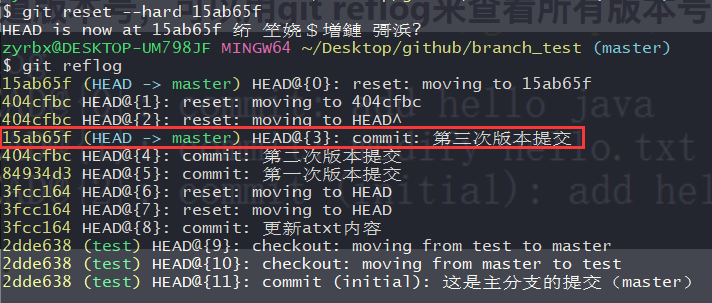 $ git reset --hard 15ab65f
HEAD is now at 15ab65f 绗 笁娆＄増鏈 彁浜?
zyrbx@DESKTOP-UM798JF MINGW64 ~/Desktop/github/branch_test (master)
$ git reflog
15ab65f (HEAD -> master) HEAD@{0}: reset: moving to 15ab65f
404cfbc HEAD@{1}: reset: moving to 404cfbc
404cfbc HEAD@{2}: reset: moving to HEAD^
15ab65f (HEAD -> master) HEAD@{3}: commit: 第三次版本提交
404cfbc HEAD@{4}: commit: 第二次版本提交
84934d3 HEAD@{5}: commit: 第一次版本提交
3fcc164 HEAD@{6}: reset: moving to HEAD
3fcc164 HEAD@{7}: reset: moving to HEAD
3fcc164 HEAD@{8}: commit: 更新atxt内容
2dde638 (test) HEAD@{9}: checkout: moving from test to master
2dde638 (test) HEAD@{10}: checkout: moving from master to test
2dde638 (test) HEAD@{11}: commit (initial): 这是主分支的提交（master）